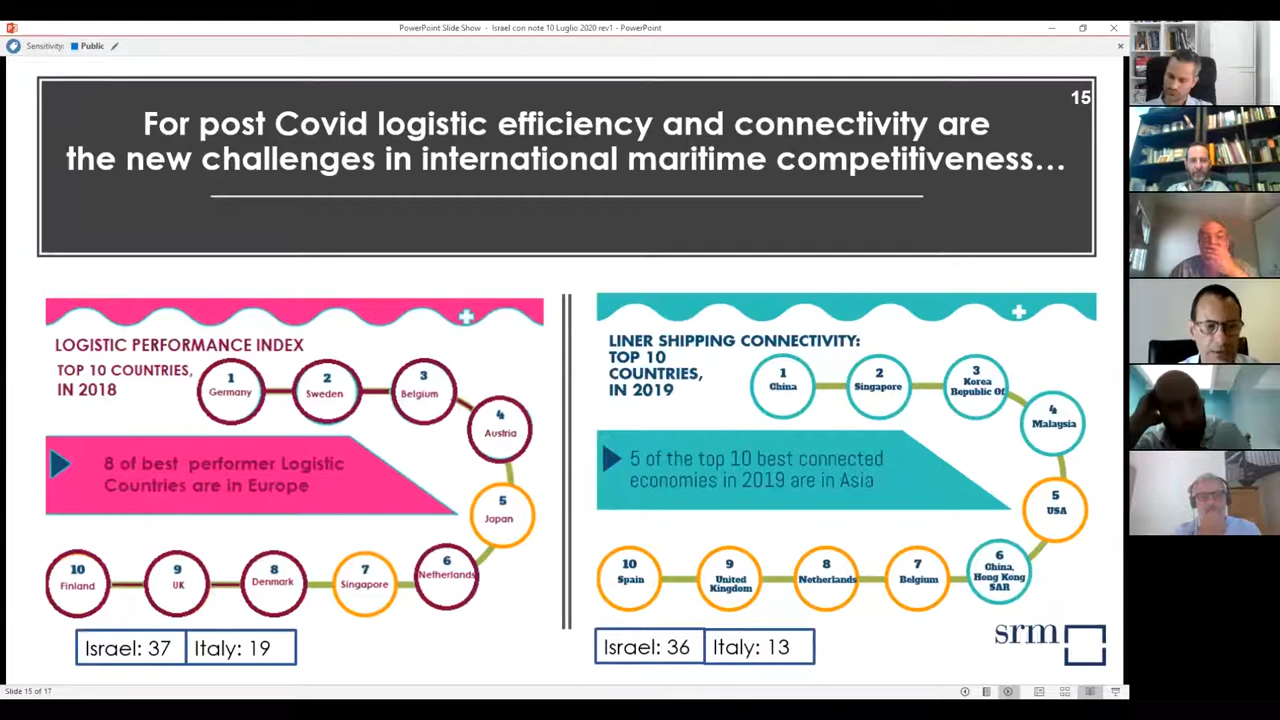 PowerPoint Slide Show - Israel con note 10 Luglio 2020 rev1 - PowerPoint
Sensitivity: Public
15
For post Covid logistic efficiency and connectivity are
the new challenges in international maritime competitiveness…
LOGISTIC PERFORMANCE INDEX
TOP 10 COUNTRIES,
IN 2018
1
Germany
2
Sweden
3
Belgium
4
Austria
5
Japan
6
Netherlands
7
Singapore
8
Denmark
9
UK
10
Finland
8 of best performer Logistic
Countries are in Europe
Israel: 37
Italy: 19
LINER SHIPPING CONNECTIVITY:
TOP 10
COUNTRIES,
IN 2019
1
China
2
Singapore
3
Korea
Republic Of
4
Malaysia
5
USA
6
China,
Hong Kong
SAR
7
Belgium
8
Netherlands
9
United
Kingdom
10
Spain
5 of the top 10 best connected
economies in 2019 are in Asia
Israel: 36
Italy: 13
srm
Slide 15 of 17